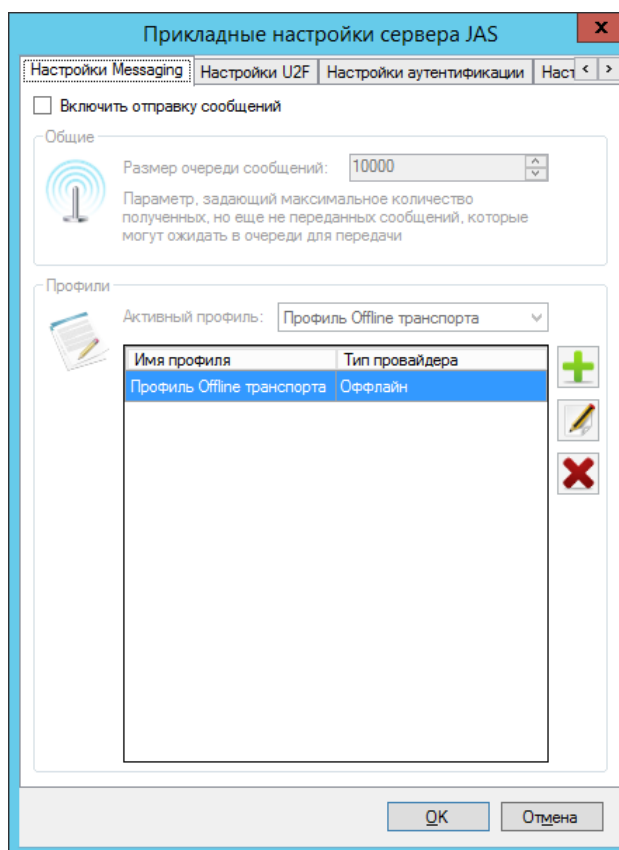 Прикладные настройки сервера JAS
x
Настройки Messaging Настройки U2F Настройки аутентификации Наст < >
Включить отправку сообщений
Общие
Размер очереди сообщений: 10000
Параметр, задающий максимальное количество
полученных, но еще не переданных сообщений, которые
могут ожидать в очереди для передачи
Профили
Активный профиль: Профиль Offline транспорта
Имя профиля Тип провайдера
Профиль Offline транспорта Оффлайн
OK Отмена